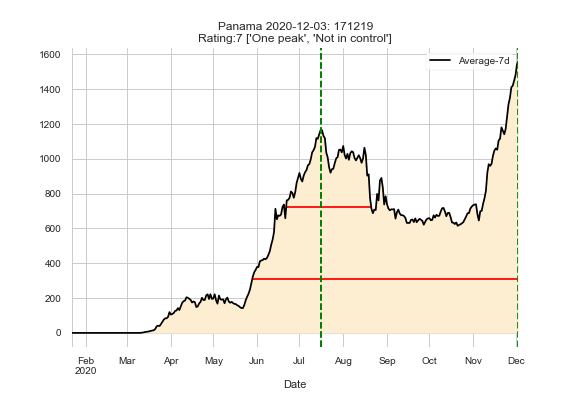 Panama 2020-12-03: 171219
Rating:7 ['One peak', 'Not in control']
Average-7d
1600
1400
1200
1000
800
600
400
200
0
Feb Mar Apr May Jun Jul Aug Sep Oct Nov Dec
2020
Date